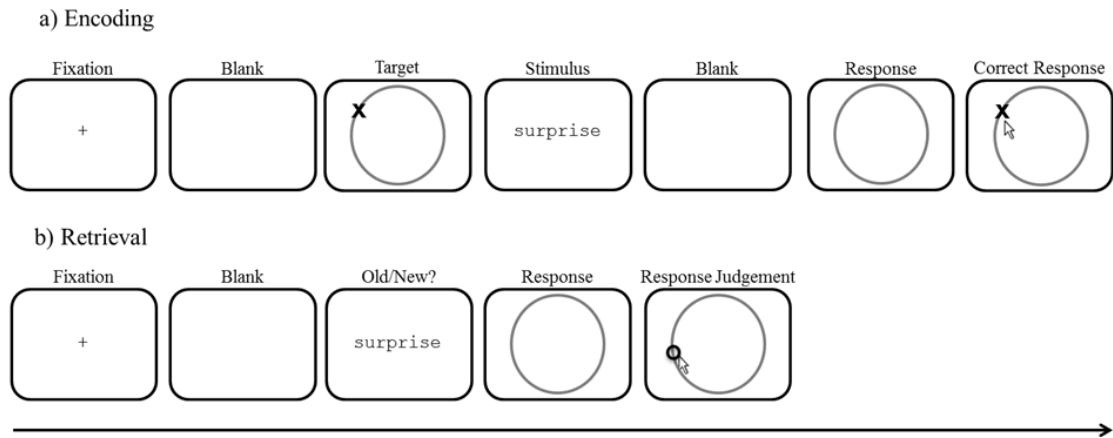 a) Encoding
Fixation Blank Target Stimulus Blank Response Correct Response
+ X surprise X
b) Retrieval
Fixation Blank Old/New? Response Response Judgement
+ surprise O